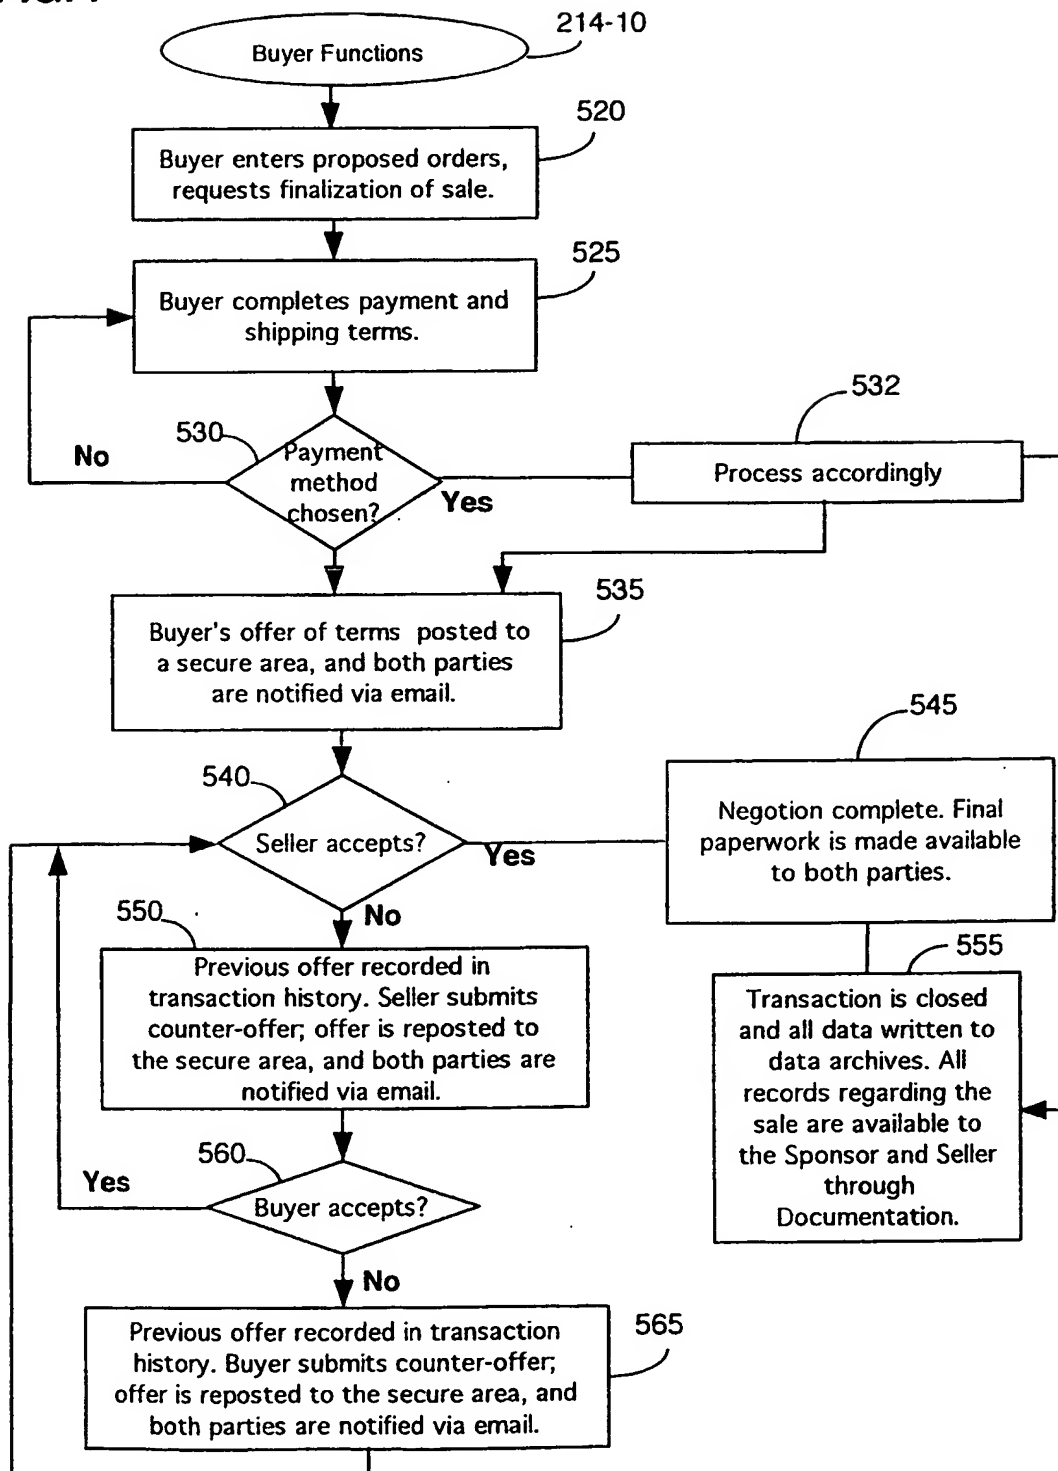 214-10
Buyer Functions
520
Buyer enters proposed orders,
requests finalization of sale.
525
Buyer completes payment and
shipping terms.
532
530
No
Payment
method
chosen?
Yes
Process accordingly
535
Buyer's offer of terms posted to
a secure area, and both parties
are notified via email.
545
540
Seller accepts?
Yes
Negotion complete. Final
paperwork is made available
to both parties.
No
550
Previous offer recorded in
transaction history. Seller submits
counter-offer; offer is reposted to
the secure area, and both parties are
notified via email.
555
Transaction is closed
and all data written to
data archives. All
records regarding the
sale are available to
the Sponsor and Seller
through
Documentation.
560
Yes
Buyer accepts?
No
565
Previous offer recorded in transaction
history. Buyer submits counter-offer;
offer is reposted to the secure area, and
both parties are notified via email.